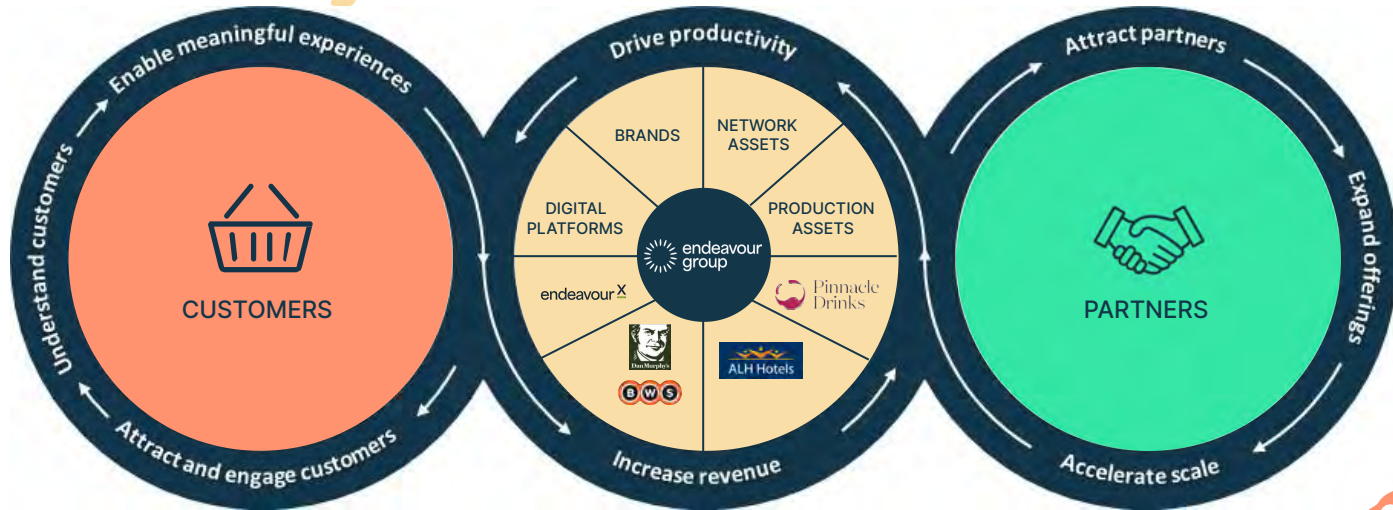 Enable meaningful experiences
Understand customers
Attract and engage customers
CUSTOMERS
Drive productivity
Increase revenue
BRANDS
NETWORK
ASSETS
DIGITAL
PLATFORMS
PRODUCTION
ASSETS
endeavour
group
endeavourX
Pinnacle
Drinks
Dan Murphy's
BWS
ALH Hotels
Attract partners
Expand offerings
Accelerate scale
PARTNERS